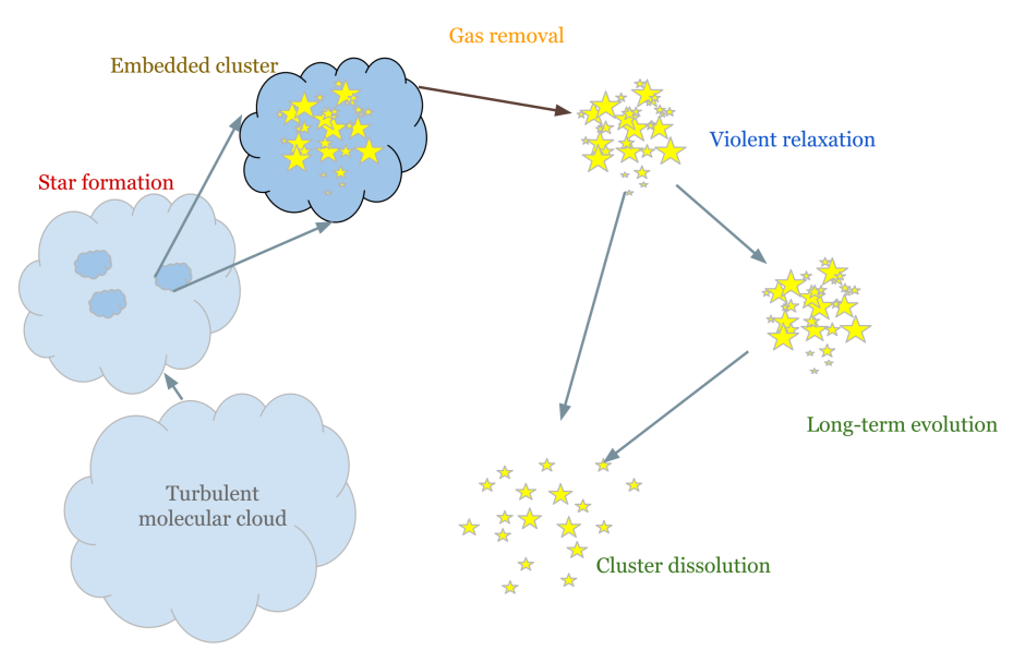 Gas removal
Embedded cluster
Violent relaxation
Star formation
Long-term evolution
Turbulent
molecular cloud
Cluster dissolution